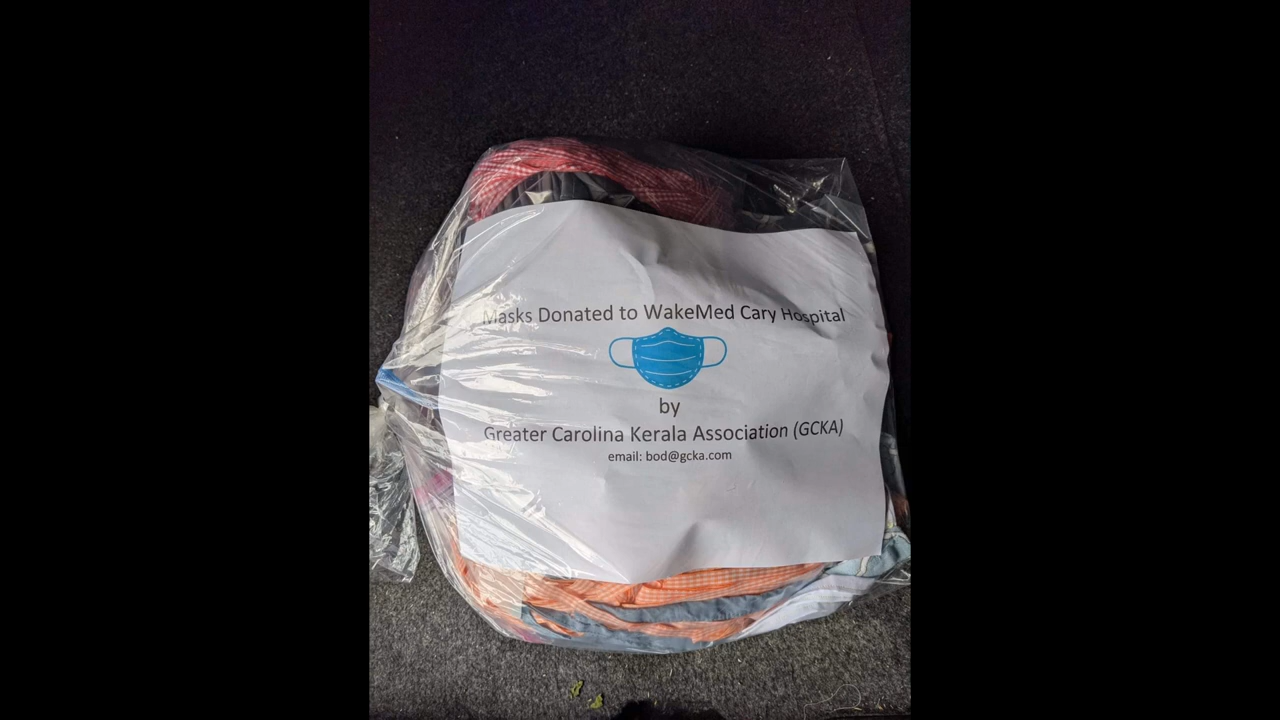 Masks Donated to WakeMed Cary Hospital
by
Greater Carolina Kerala Association (GCKA)
email: bod@gcka.com